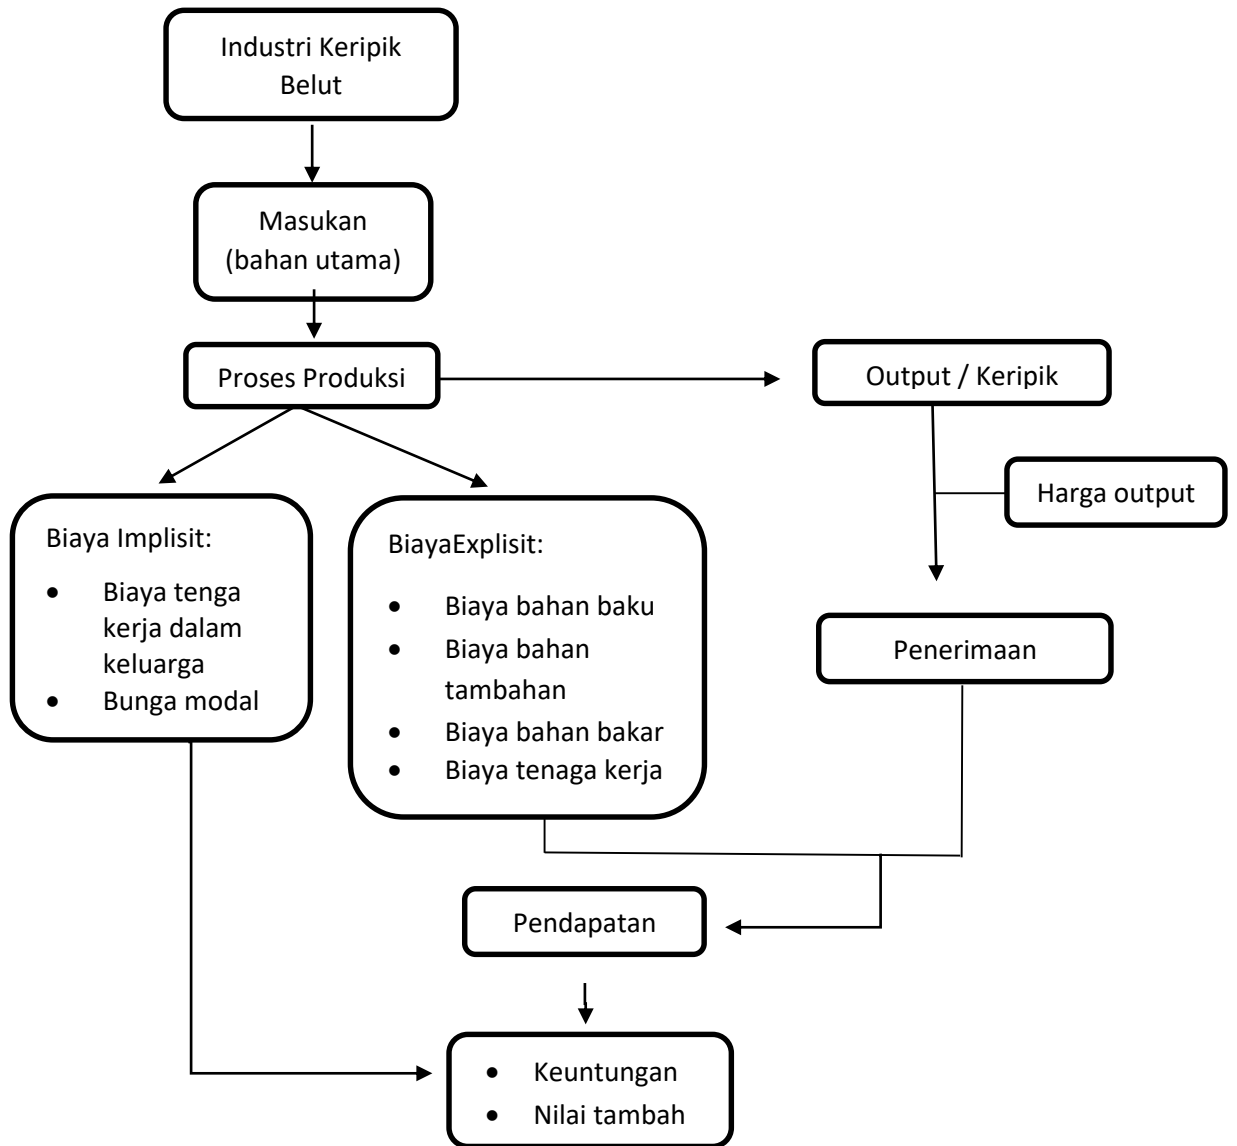 Industri Keripik
Belut
Masukan
(bahan utama)
Proses Produksi
Output / Keripik
Harga output
Biaya Implisit:
• Biaya tenga
kerja dalam
keluarga
• Bunga modal
BiayaExplisit:
• Biaya bahan baku
• Biaya bahan
tambahan
• Biaya bahan bakar
• Biaya tenaga kerja
Penerimaan
Pendapatan
• Keuntungan
• Nilai tambah